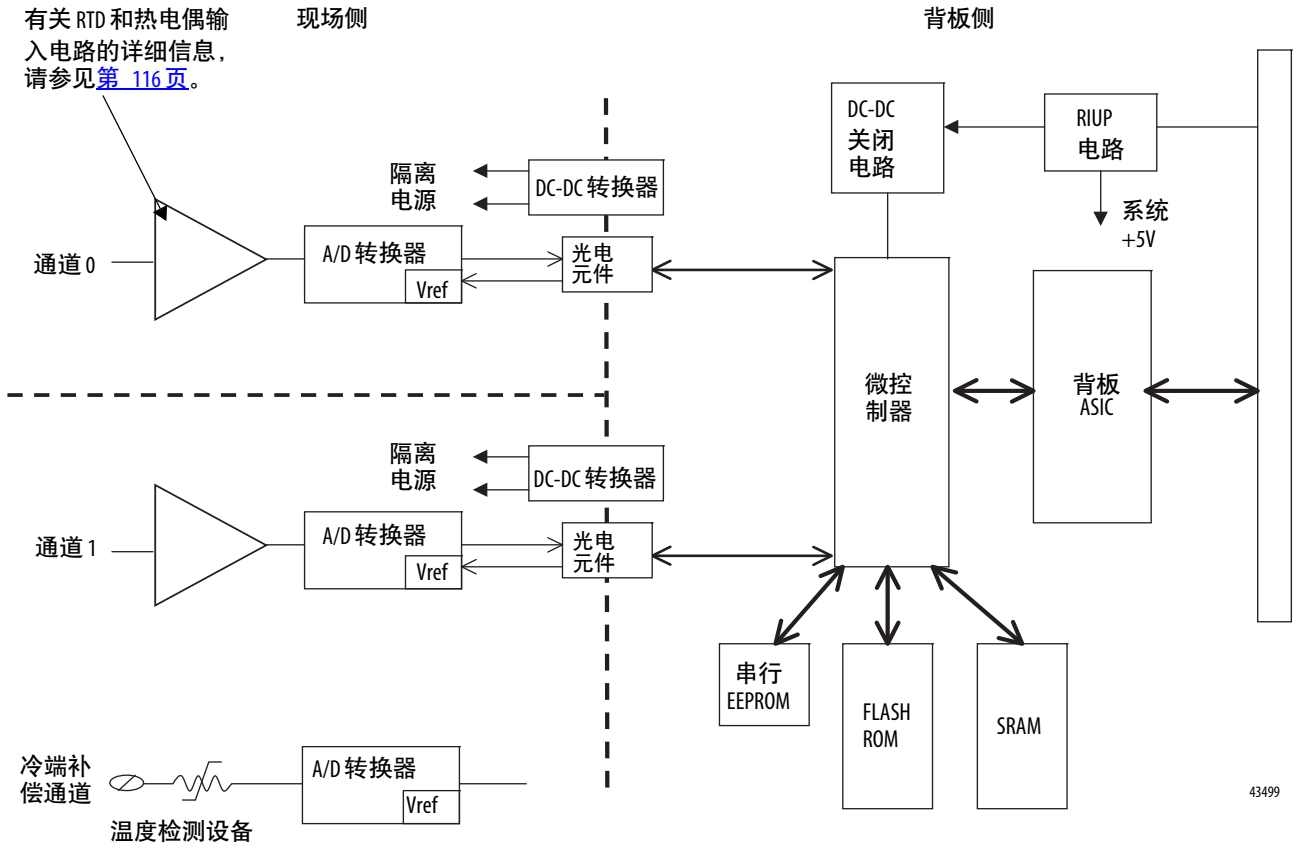 有关 RTD 和热电偶输
入电路的详细信息，
请参见第 116 页。
现场侧
背板侧
DC-DC
关闭
电路
RIUP
电路
系统
+5V
隔离
电源
DC-DC 转换器
通道 0
A/D 转换器
Vref
光电
元件
微控
制器
背板
ASIC
隔离
电源
DC-DC 转换器
通道 1
A/D 转换器
Vref
光电
元件
串行
EEPROM
FLASH
ROM
SRAM
冷端补
偿通道
A/D 转换器
Vref
温度检测设备
43499